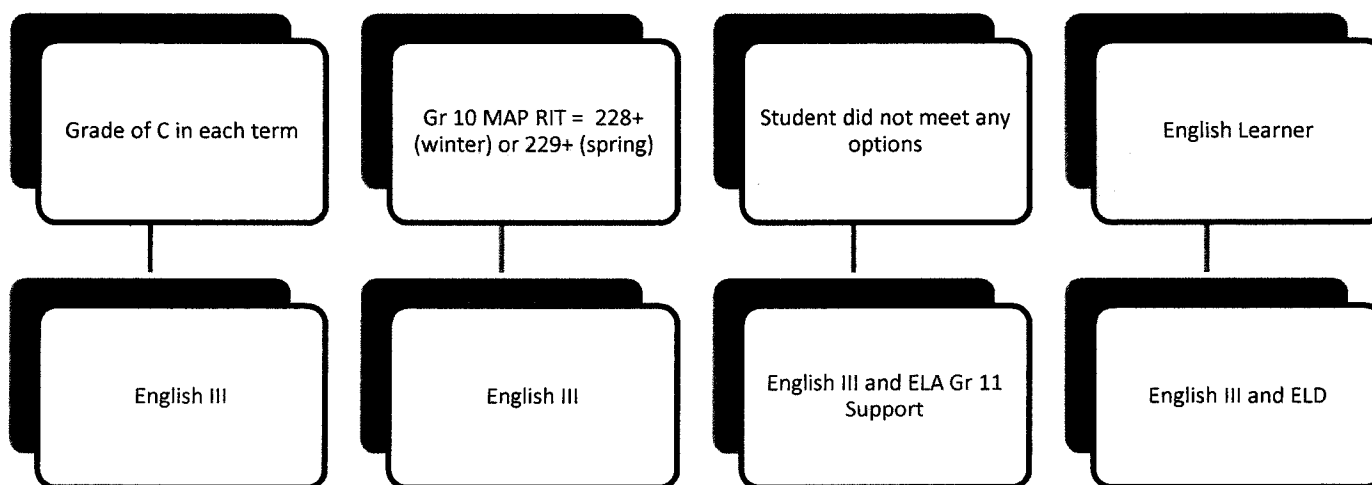 Grade of C in each term
Gr 10 MAP RIT = 228+
(winter) or 229+ (spring)
Student did not meet any
options
English Learner
English III
English III
English III and ELA Gr 11
Support
English III and ELD